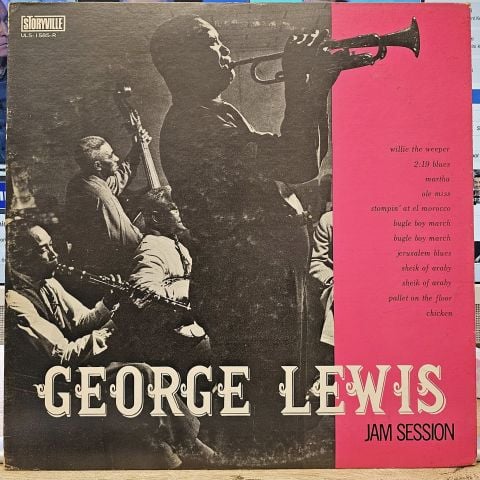 STORYVILLE
ULS-1585-R
willie the weeper
2:19 blues
martha
ole miss
stompin' at el morocco
bugle boy march
bugle boy march
jerusalem blues
sheik of araby
sheik of araby
pallet on the floor
chicken
GEORGE LEWIS
JAM SESSION